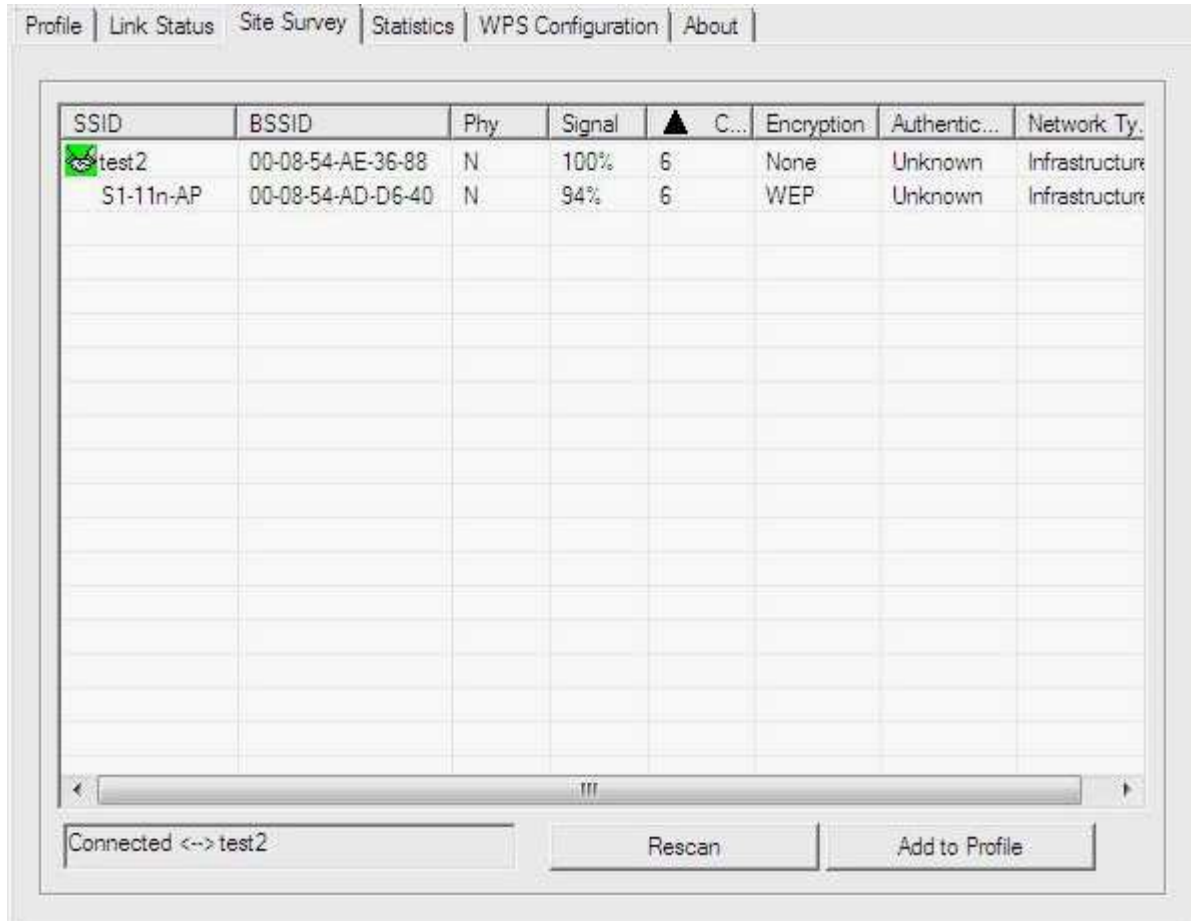 Profile Link Status Site Survey Statistics WPS Configuration About
SSID BSSID Phy Signal ▲ C... Encryption Authentic... Network Ty.
test2 00-08-54-AE-36-88 N 100% 6 None Unknown Infrastructure
S1-11n-AP 00-08-54-AD-D6-40 N 94% 6 WEP Unknown Infrastructure
Connected <--> test2 Rescan Add to Profile